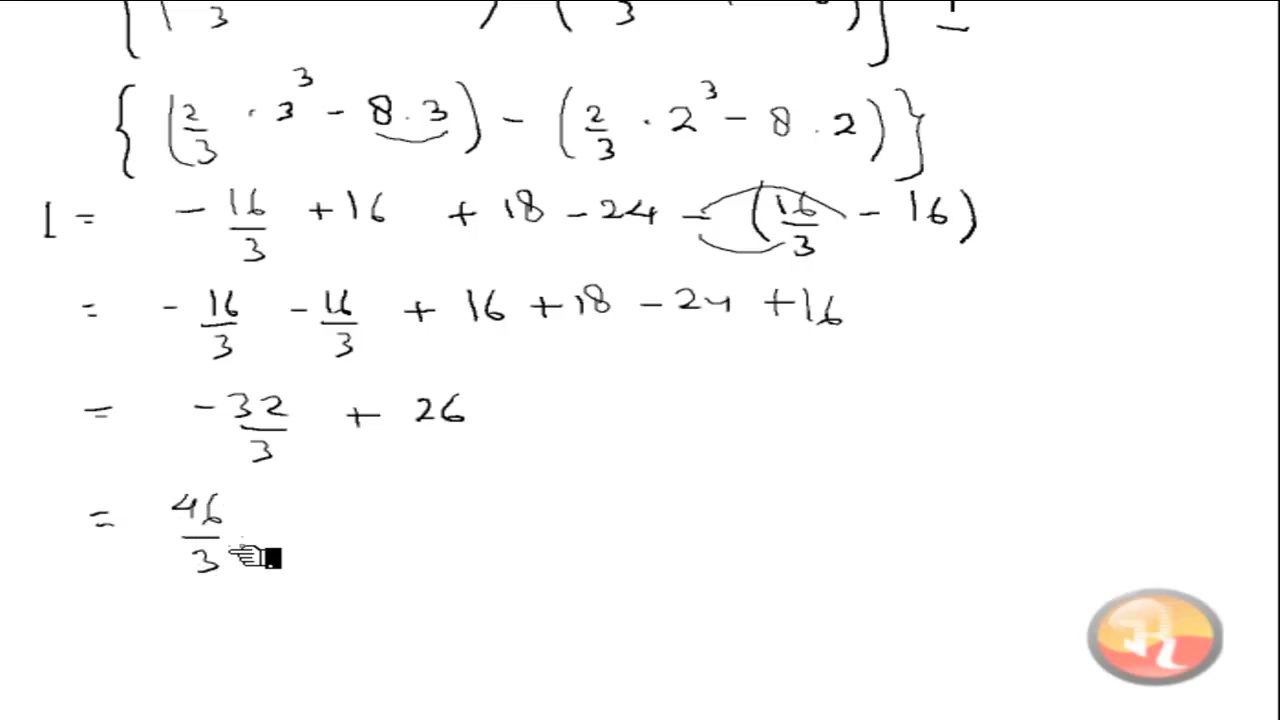 { (2/3 · 3³ - 8 . 3) - (2/3 · 2³ - 8 . 2) }
I = - 16/3 + 16 + 18 - 24 - (16/3 - 16)
= - 16/3 - 16/3 + 16 + 18 - 24 + 16
= - 32/3 + 26
= 46/3